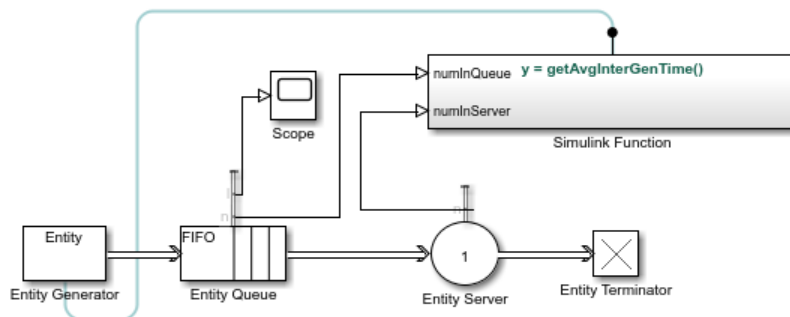 numInQueue
y = getAvgInterGenTime()
numInServer
Scope
Simulink Function
l
n
n
Entity
FIFO
1
Entity Generator
Entity Queue
Entity Server
Entity Terminator